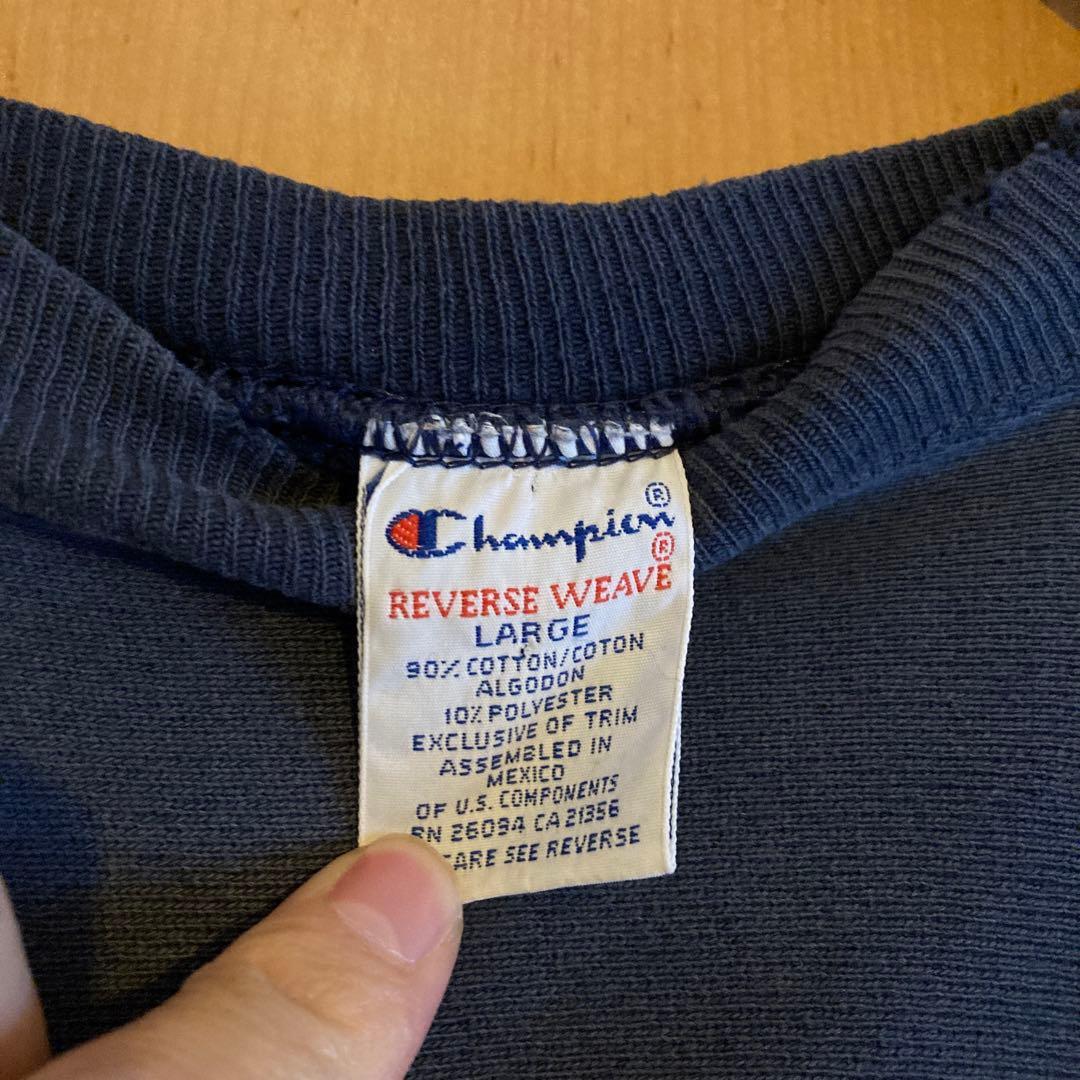 Champion®
REVERSE WEAVE®
LARGE
90% COTTON/COTON
ALGODON
10% POLYESTER
EXCLUSIVE OF TRIM
ASSEMBLED IN
MEXICO
OF U.S. COMPONENTS
RN 26094 CA 21356
CARE SEE REVERSE